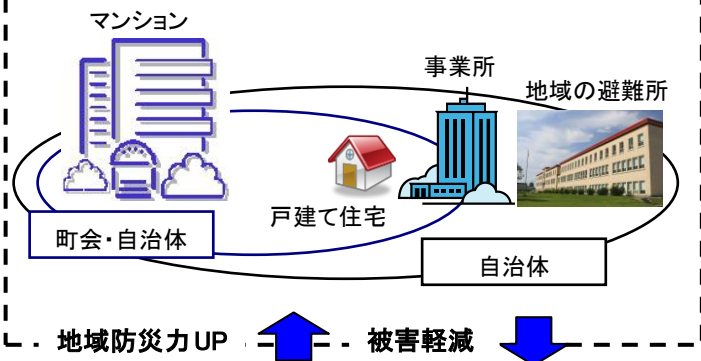 マンション
事業所
地域の避難所
戸建て住宅
町会・自治体
自治体
地域防災力UP
被害軽減